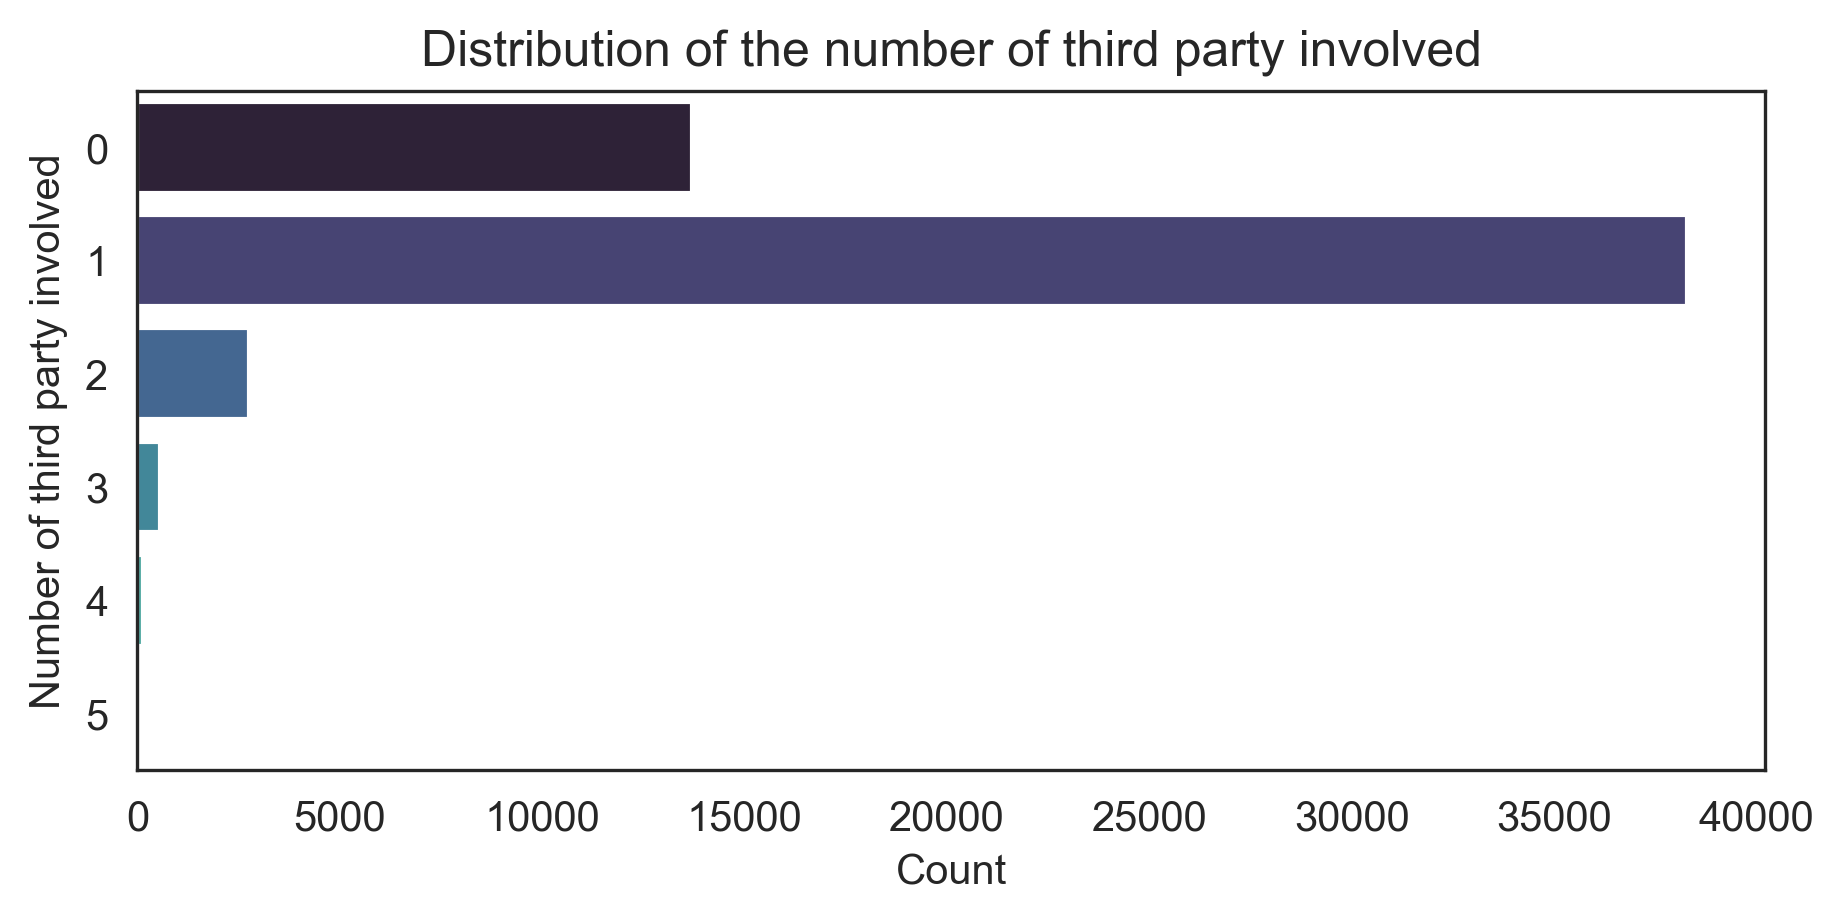 Distribution of the number of third party involved
Number of third party involved
0
1
2
3
4
5
0 5000 10000 15000 20000 25000 30000 35000 40000
Count